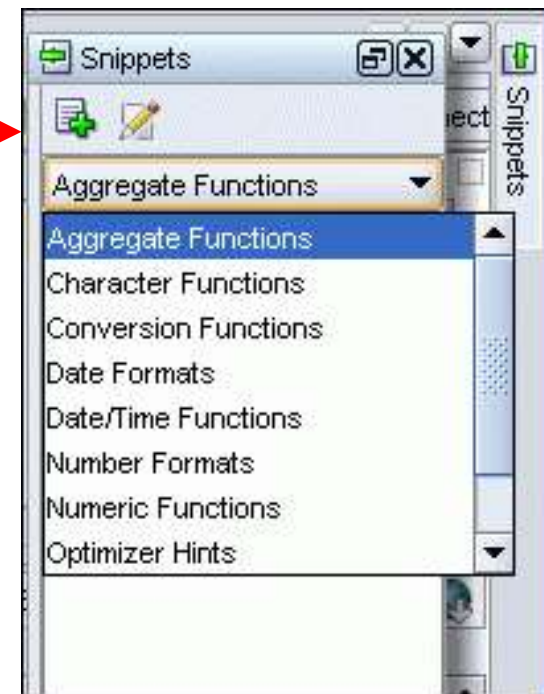 Snippets
ect
Snippets
Aggregate Functions
Aggregate Functions
Character Functions
Conversion Functions
Date Formats
Date/Time Functions
Number Formats
Numeric Functions
Optimizer Hints